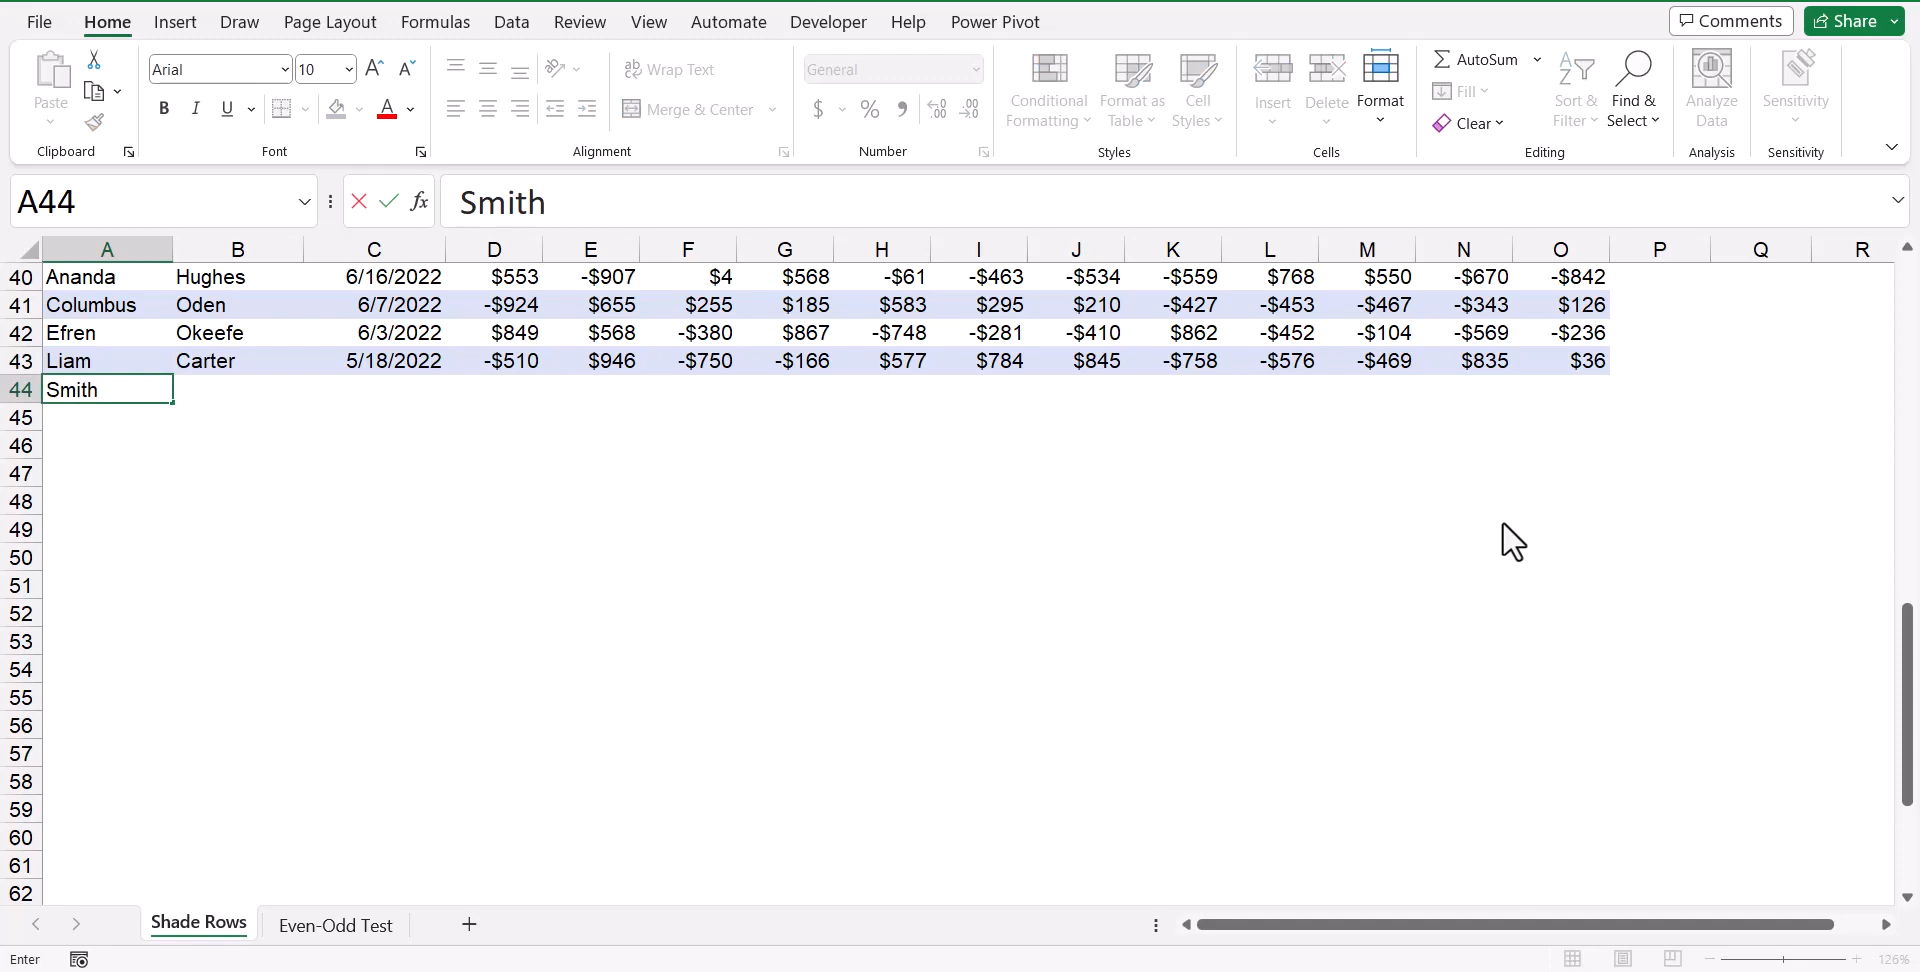 File Home Insert Draw Page Layout Formulas Data Review View Automate Developer Help Power Pivot Comments Share
Arial 10 Wrap Text General AutoSum
Paste Conditional Formatting Format as Table Cell Styles Insert Delete Format Fill Sort & Filter Find & Select Analyze Data Sensitivity
B I U A Merge & Center $ % Clear
Clipboard Font Alignment Number Styles Cells Editing Analysis Sensitivity
A44 fx Smith
A B C D E F G H I J K L M N O P Q R
40 Ananda Hughes 6/16/2022 $553 -$907 $4 $568 -$61 -$463 -$534 -$559 $768 $550 -$670 -$842
41 Columbus Oden 6/7/2022 -$924 $655 $255 $185 $583 $295 $210 -$427 -$453 -$467 -$343 $126
42 Efren Okeefe 6/3/2022 $849 $568 -$380 $867 -$748 -$281 -$410 $862 -$452 -$104 -$569 -$236
43 Liam Carter 5/18/2022 -$510 $946 -$750 -$166 $577 $784 $845 -$758 -$576 -$469 $835 $36
44 Smith
45
46
47
48
49
50
51
52
53
54
55
56
57
58
59
60
61
62
Shade Rows Even-Odd Test +
Enter 126%